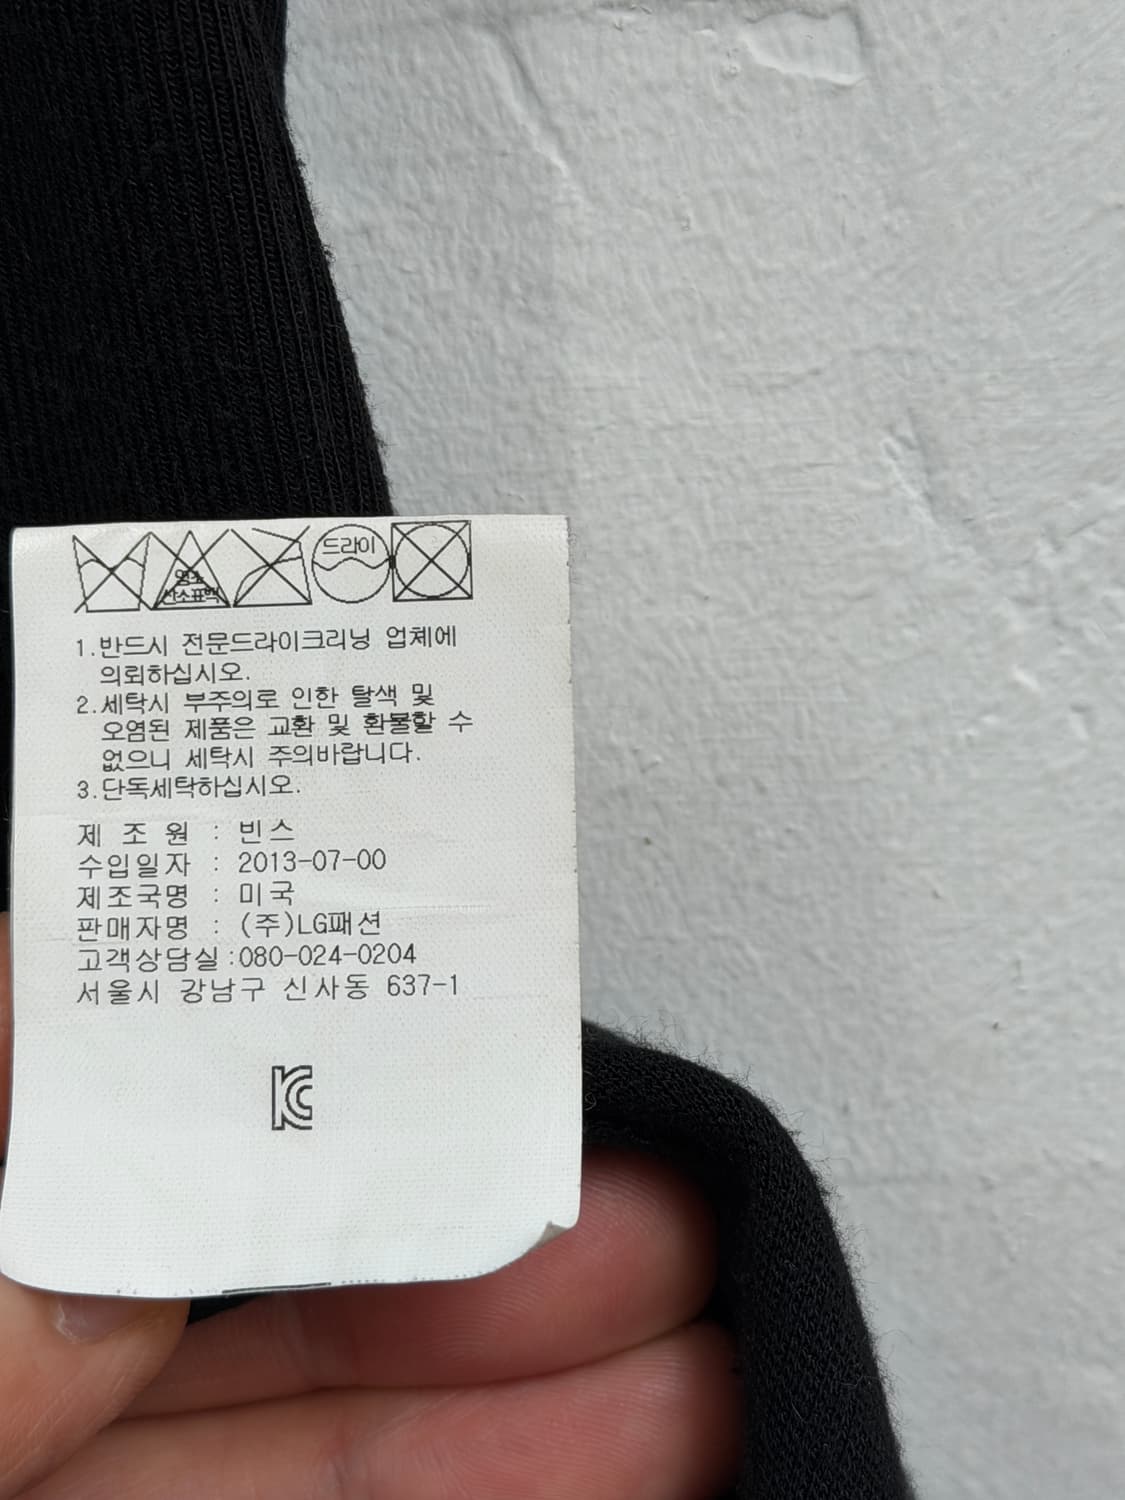 염소
산소표백
드라이
1.반드시 전문드라이크리닝 업체에
의뢰하십시오.
2.세탁시 부주의로 인한 탈색 및
오염된 제품은 교환 및 환불할 수
없으니 세탁시 주의바랍니다.
3.단독세탁하십시오.
제 조 원 : 빈스
수입일자 : 2013-07-00
제조국명 : 미국
판매자명 : (주)LG패션
고객상담실:080-024-0204
서울시 강남구 신사동 637-1
KC